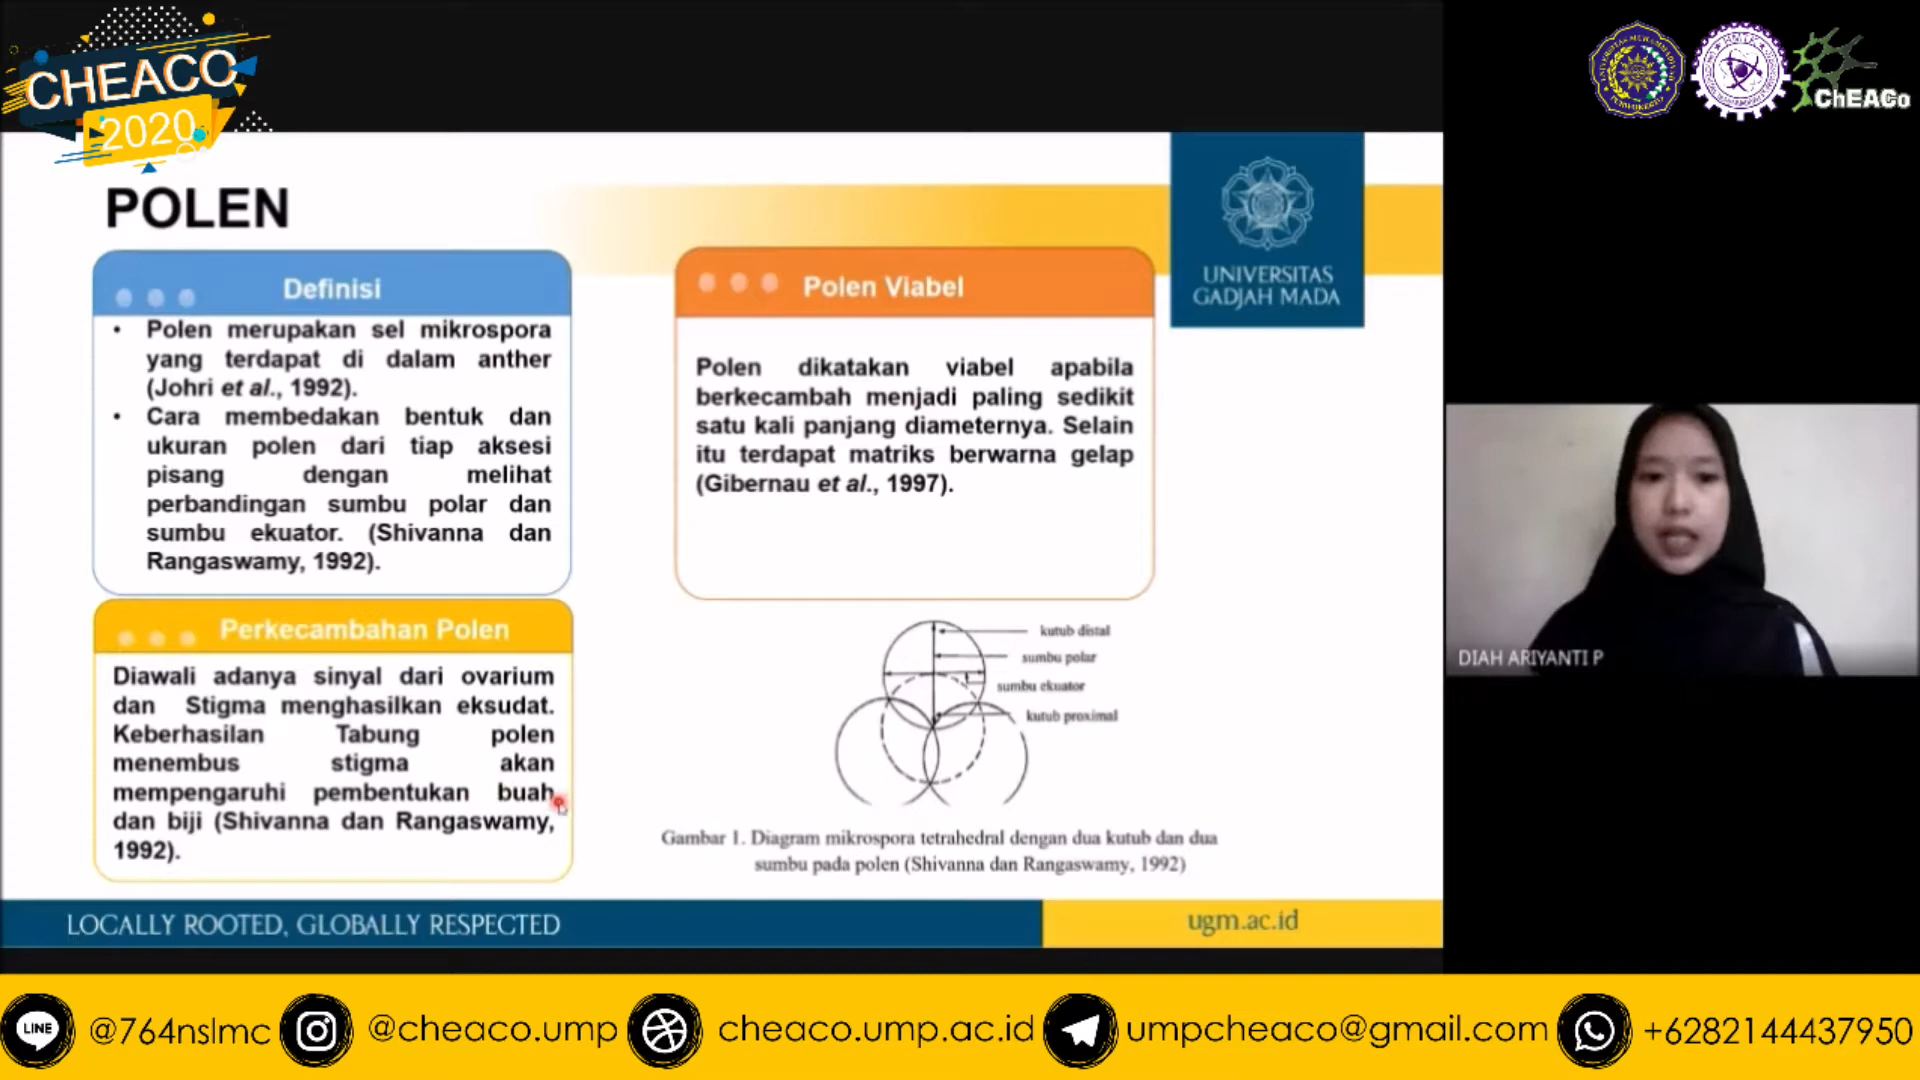 CHEACO
2020
ChEACo
POLEN
UNIVERSITAS
GADJAH MADA
Definisi
• Polen merupakan sel mikrospora
yang terdapat di dalam anther
(Johri et al., 1992).
• Cara membedakan bentuk dan
ukuran polen dari tiap aksesi
pisang dengan melihat
perbandingan sumbu polar dan
sumbu ekuator. (Shivanna dan
Rangaswamy, 1992).
Polen Viabel
Polen dikatakan viabel apabila
berkecambah menjadi paling sedikit
satu kali panjang diameternya. Selain
itu terdapat matriks berwarna gelap
(Gibernau et al., 1997).
Perkecambahan Polen
Diawali adanya sinyal dari ovarium
dan Stigma menghasilkan eksudat.
Keberhasilan Tabung polen
menembus stigma akan
mempengaruhi pembentukan buah
dan biji (Shivanna dan Rangaswamy,
1992).
kutub distal
sumbu polar
sumbu ekuator
kutub proximal
Gambar 1. Diagram mikrospora tetrahedral dengan dua kutub dan dua
sumbu pada polen (Shivanna dan Rangaswamy, 1992)
DIAH ARIYANTI P
LOCALLY ROOTED, GLOBALLY RESPECTED
ugm.ac.id
LINE
@764nslmc
@cheaco.ump
cheaco.ump.ac.id
umpcheaco@gmail.com
+6282144437950